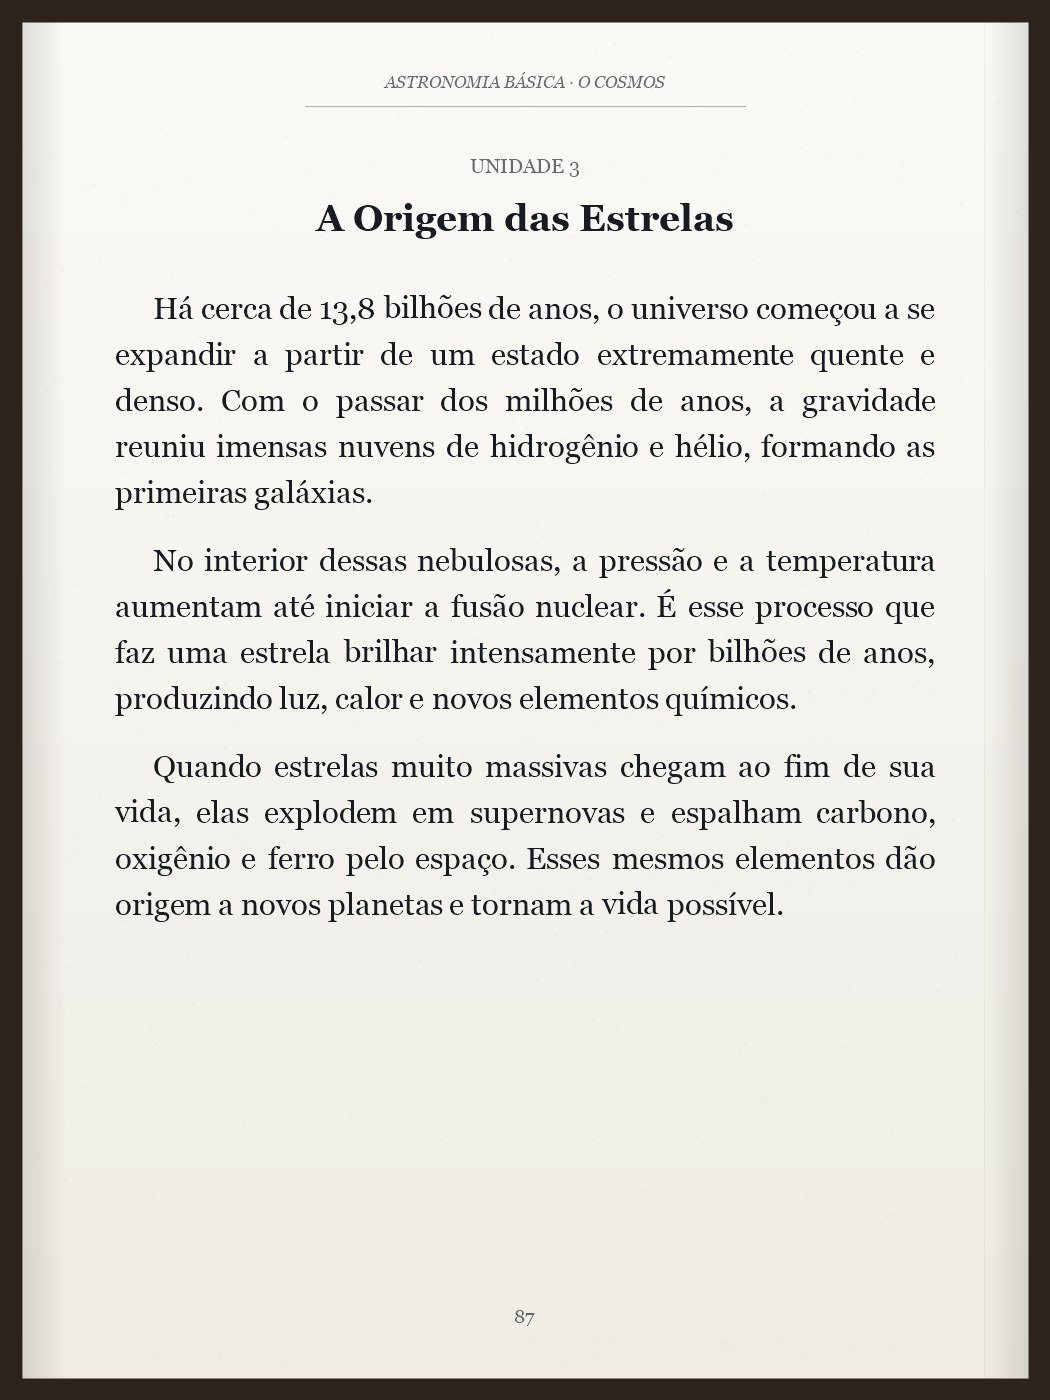 ASTRONOMIA BÁSICA · O COSMOS
UNIDADE 3
A Origem das Estrelas
Há cerca de 13,8 bilhões de anos, o universo começou a se
expandir a partir de um estado extremamente quente e
denso. Com o passar dos milhões de anos, a gravidade
reuniu imensas nuvens de hidrogênio e hélio, formando as
primeiras galáxias.
No interior dessas nebulosas, a pressão e a temperatura
aumentam até iniciar a fusão nuclear. É esse processo que
faz uma estrela brilhar intensamente por bilhões de anos,
produzindo luz, calor e novos elementos químicos.
Quando estrelas muito massivas chegam ao fim de sua
vida, elas explodem em supernovas e espalham carbono,
oxigênio e ferro pelo espaço. Esses mesmos elementos dão
origem a novos planetas e tornam a vida possível.
87